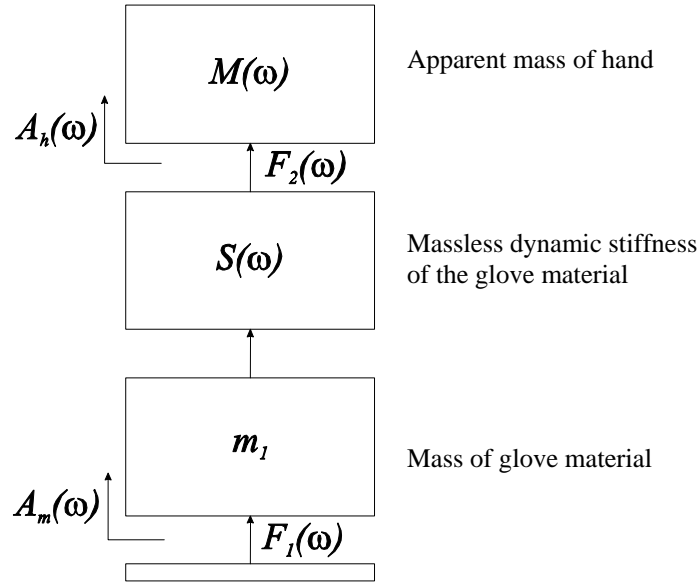 M(ω)
Apparent mass of hand
A_h(ω)
F_2(ω)
S(ω)
Massless dynamic stiffness
of the glove material
m_1
Mass of glove material
A_m(ω)
F_1(ω)